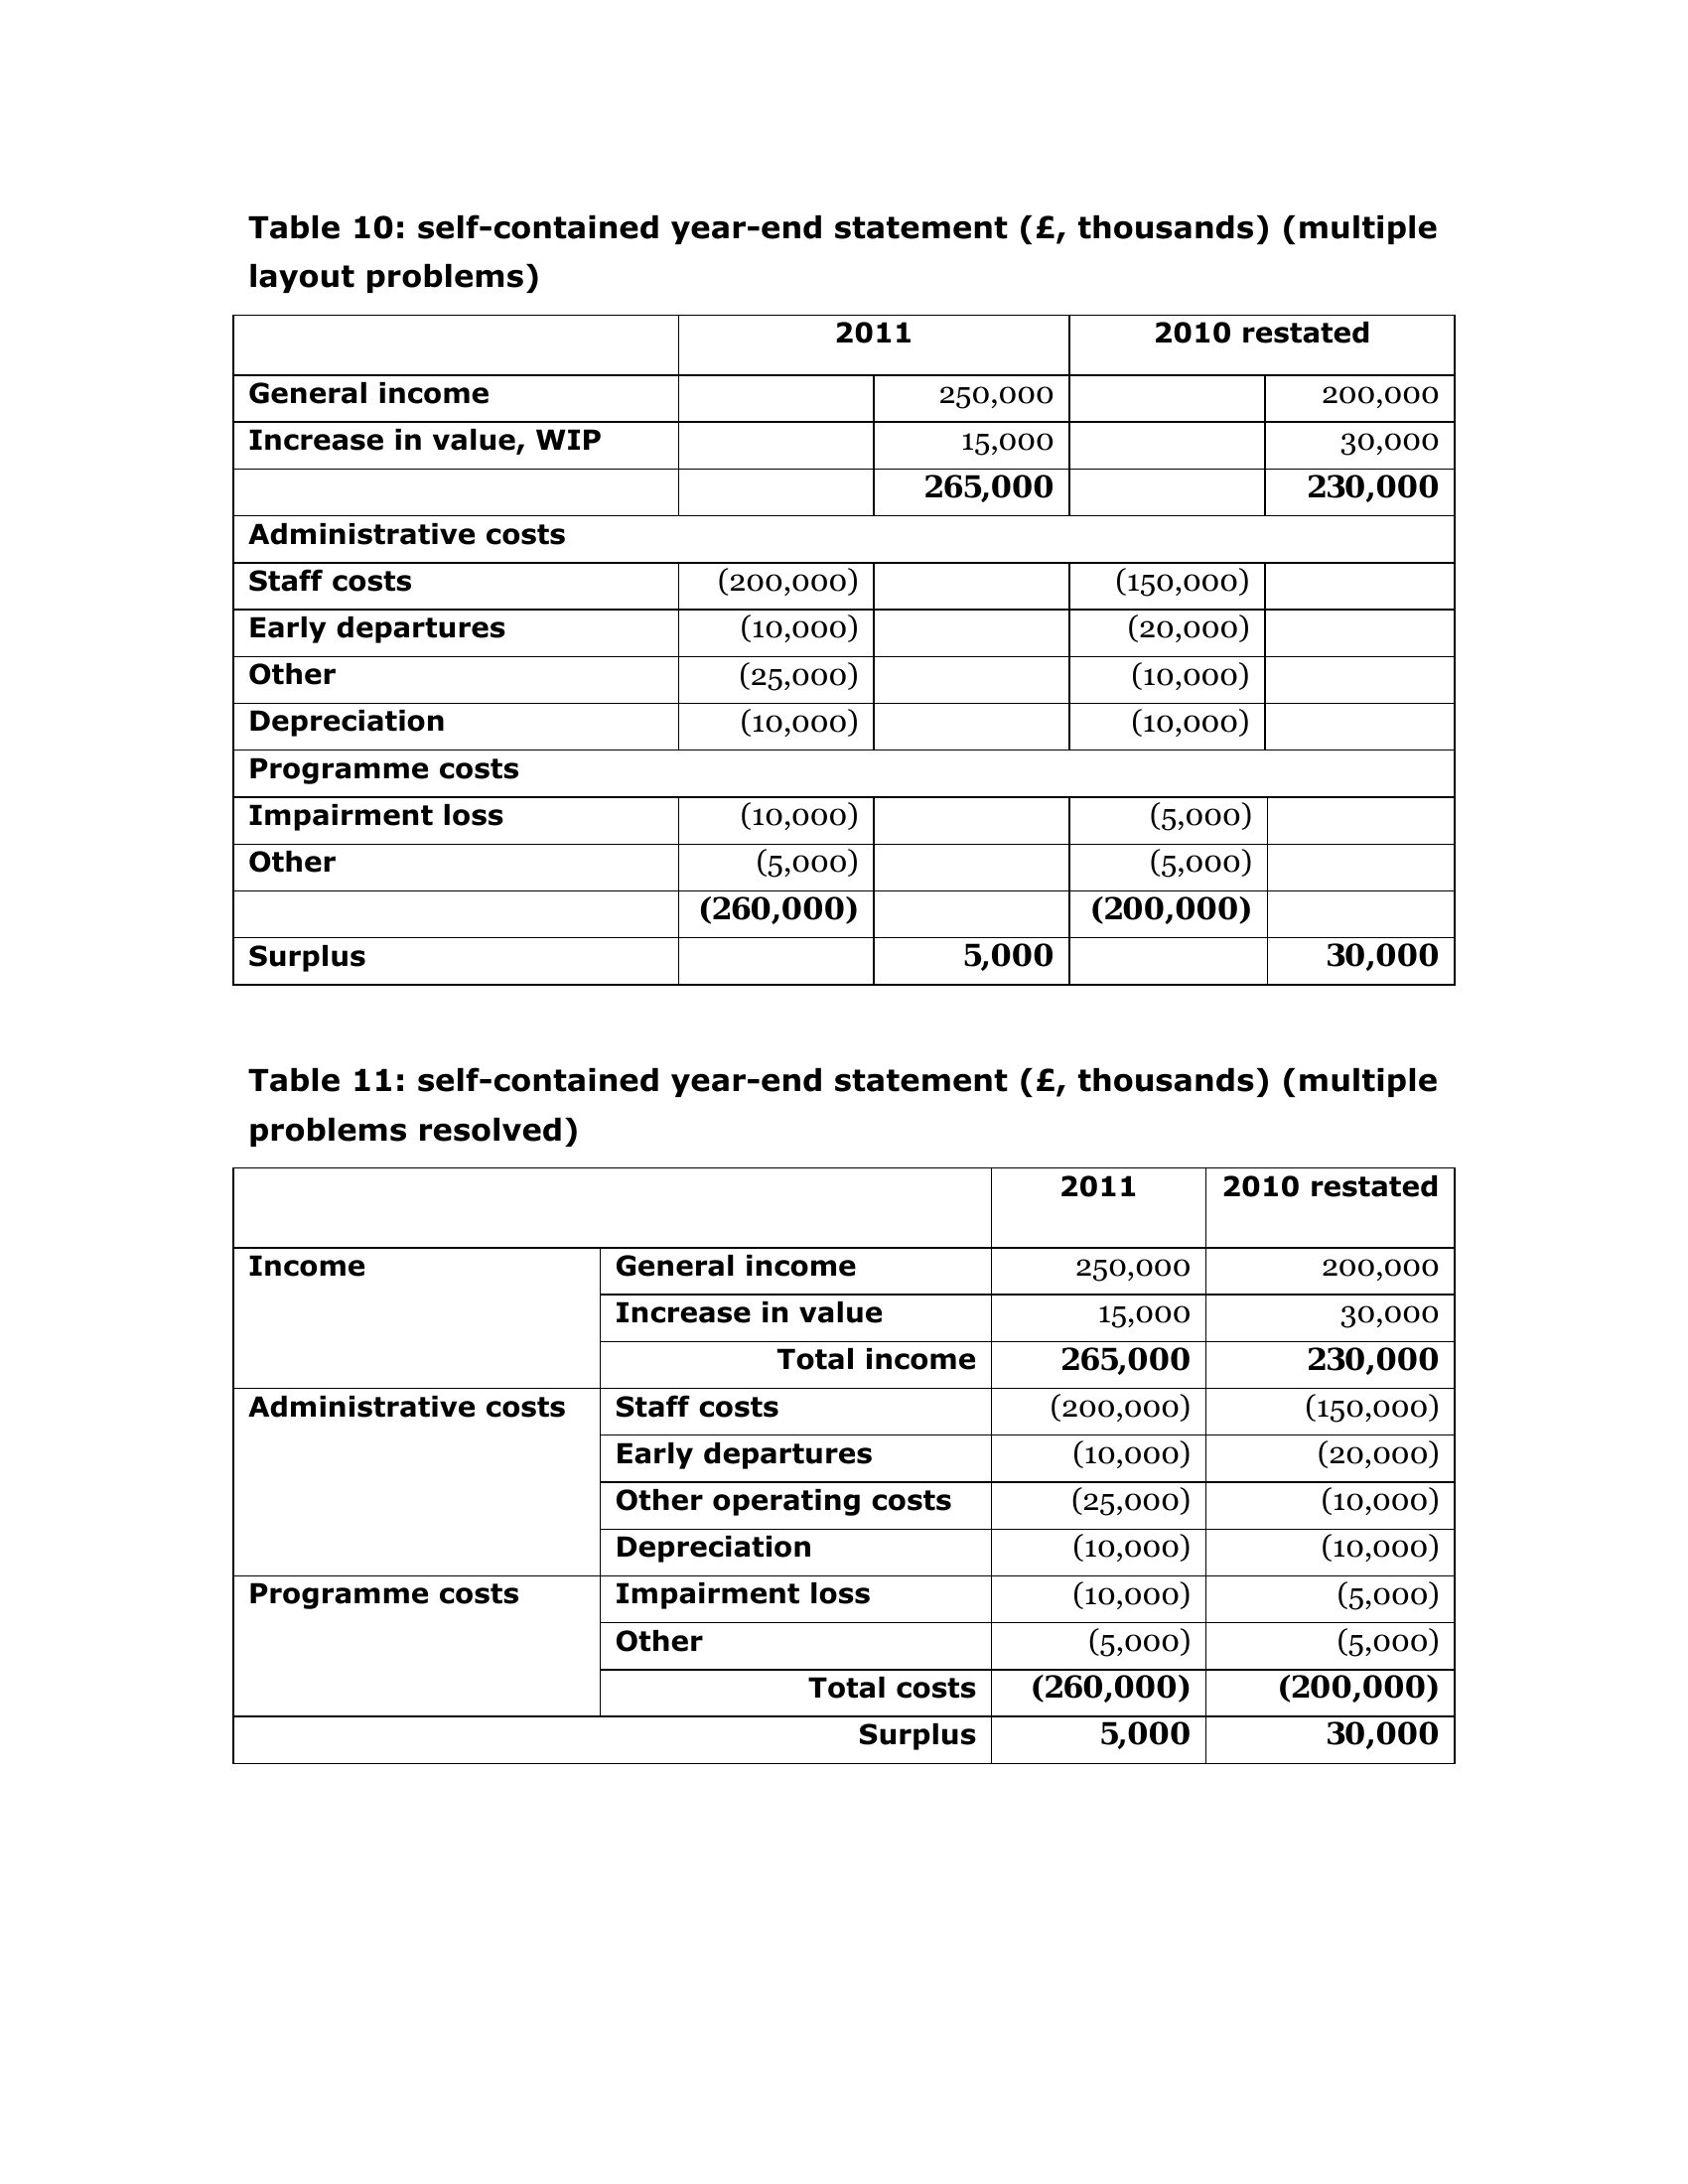 Table 10: self-contained year-end statement (£, thousands) (multiple
layout problems)
2011 2010 restated
General income 250,000 200,000
Increase in value, WIP 15,000 30,000
265,000 230,000
Administrative costs
Staff costs (200,000) (150,000)
Early departures (10,000) (20,000)
Other (25,000) (10,000)
Depreciation (10,000) (10,000)
Programme costs
Impairment loss (10,000) (5,000)
Other (5,000) (5,000)
(260,000) (200,000)
Surplus 5,000 30,000
Table 11: self-contained year-end statement (£, thousands) (multiple
problems resolved)
2011 2010 restated
Income General income 250,000 200,000
Increase in value 15,000 30,000
Total income 265,000 230,000
Administrative costs Staff costs (200,000) (150,000)
Early departures (10,000) (20,000)
Other operating costs (25,000) (10,000)
Depreciation (10,000) (10,000)
Programme costs Impairment loss (10,000) (5,000)
Other (5,000) (5,000)
Total costs (260,000) (200,000)
Surplus 5,000 30,000